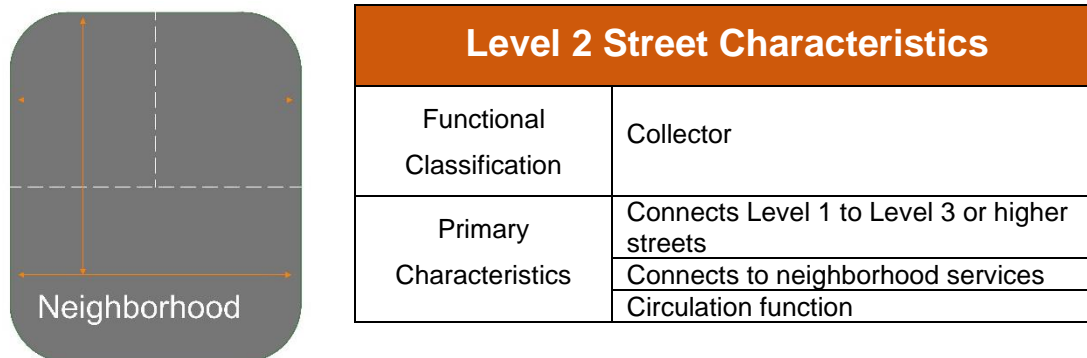 Neighborhood
Level 2 Street Characteristics
Functional
Classification
Collector
Primary
Characteristics
Connects Level 1 to Level 3 or higher
streets
Connects to neighborhood services
Circulation function